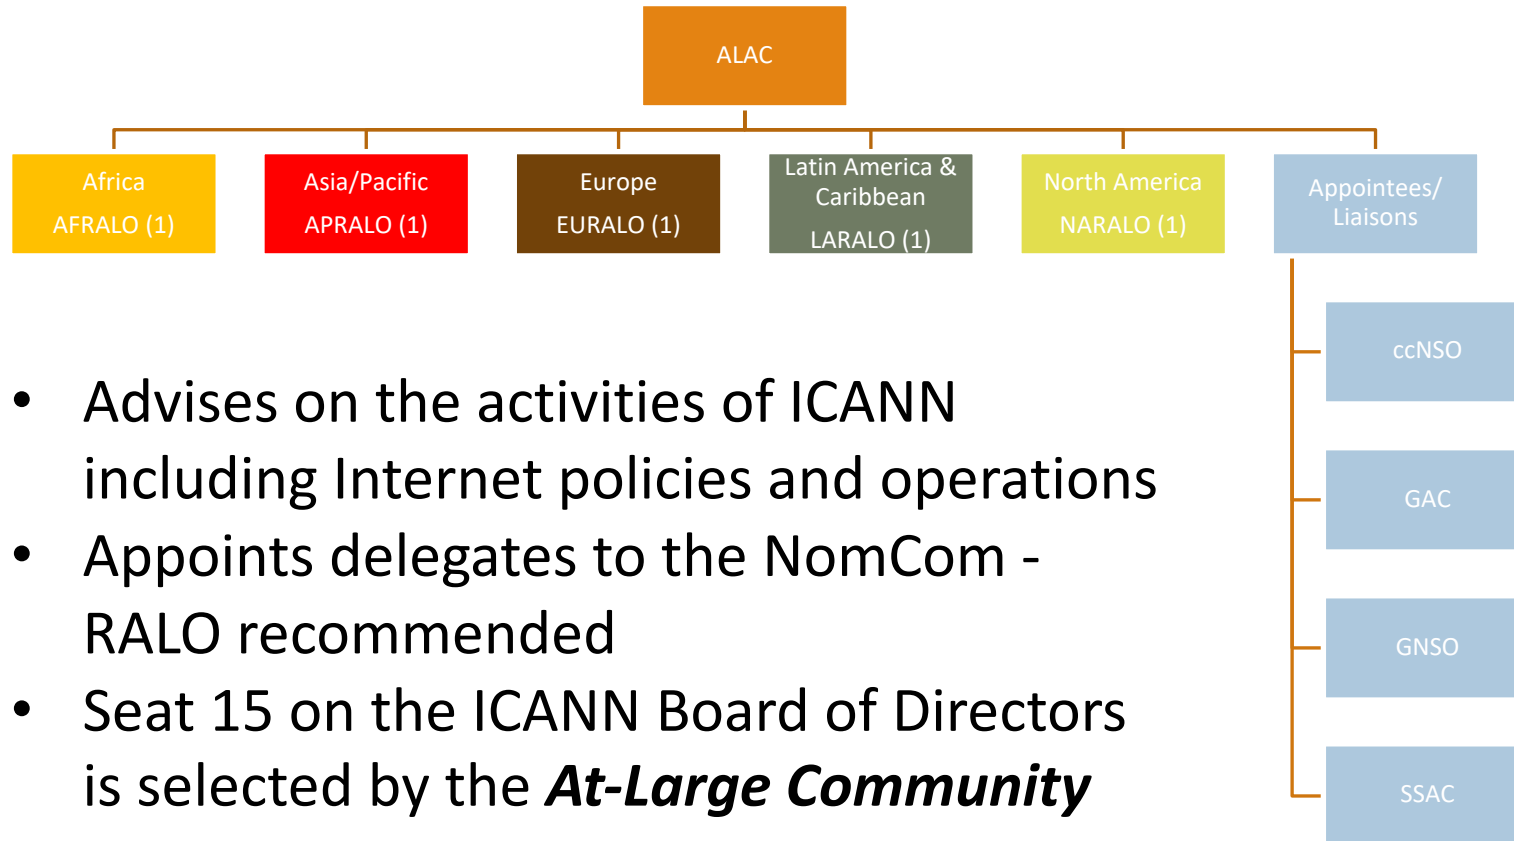 ALAC
Africa
AFRALO (1)
Asia/Pacific
APRALO (1)
Europe
EURALO (1)
Latin America &
Caribbean
LARALO (1)
North America
NARALO (1)
Appointees/
Liaisons
ccNSO
GAC
GNSO
SSAC
• Advises on the activities of ICANN
including Internet policies and operations
• Appoints delegates to the NomCom -
RALO recommended
• Seat 15 on the ICANN Board of Directors
is selected by the At-Large Community